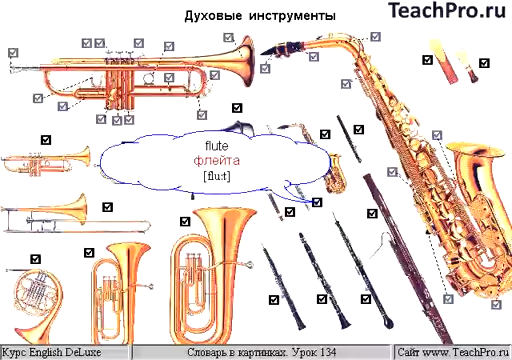 Духовые инструменты
TeachPro.ru
flute
флейта
[flu:t]
Курс English DeLuxe
Словарь в картинках. Урок 134
Сайт www.TeachPro.ru